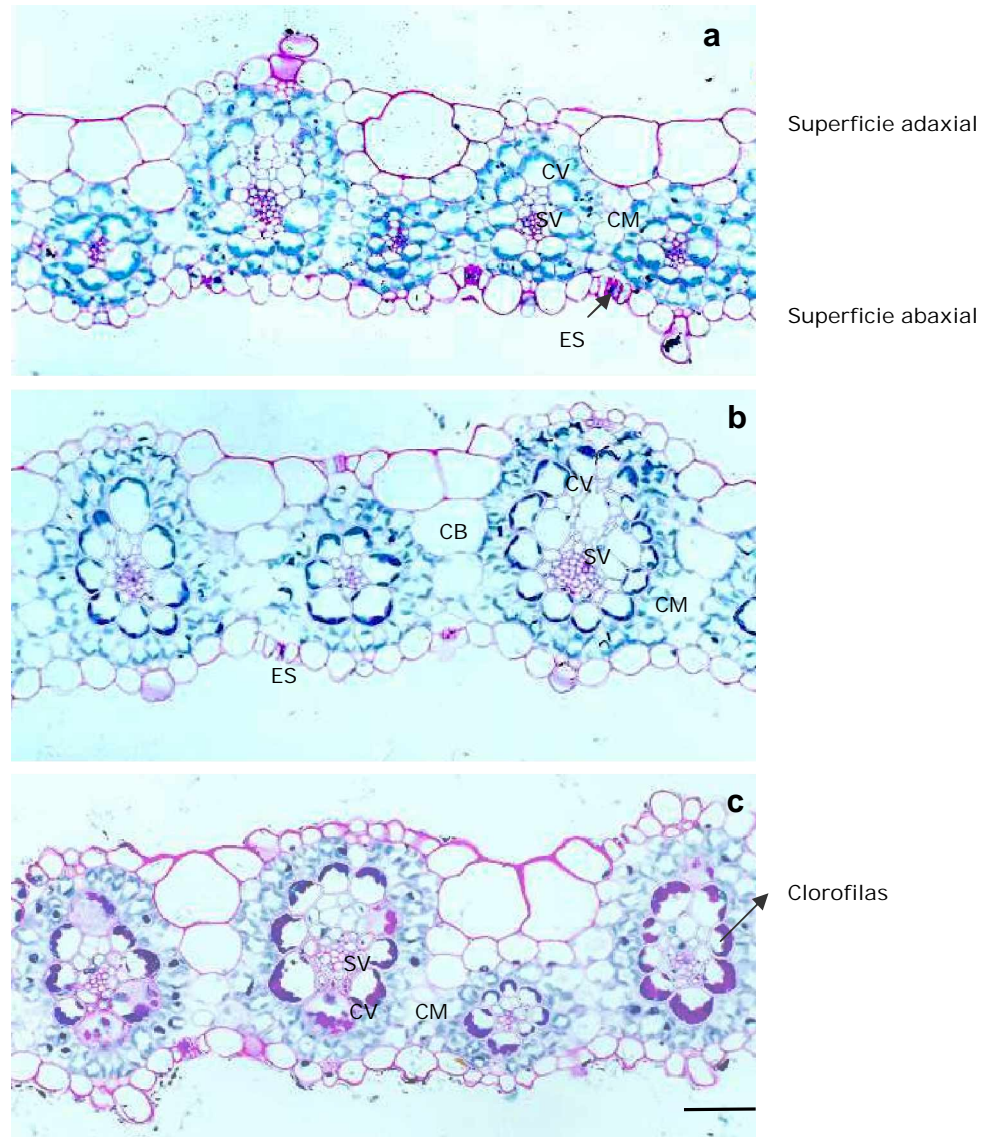 a
Superficie adaxial
CV
SV
CM
Superficie abaxial
ES
b
CV
CB
SV
CM
ES
c
Clorofilas
SV
CV
CM